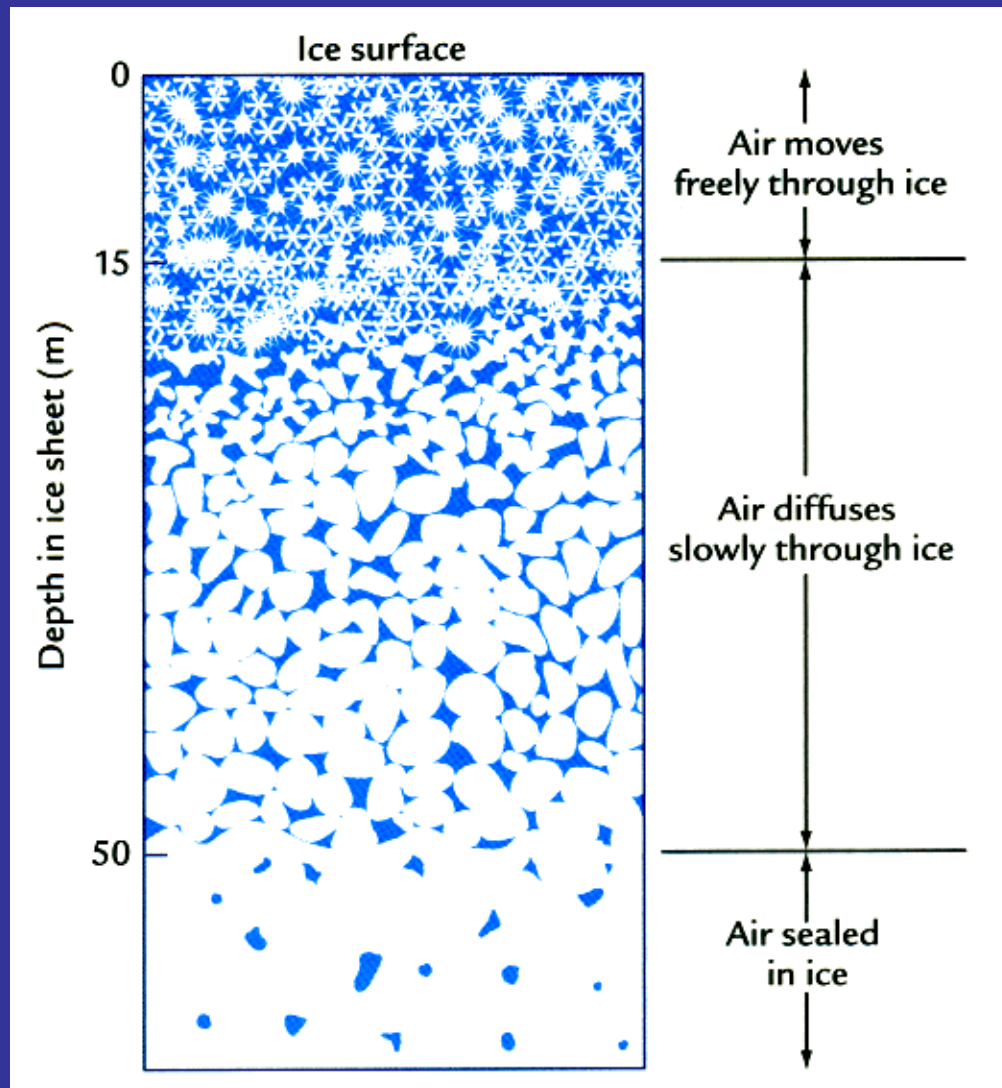 Ice surface
0
Air moves
freely through ice
15
Depth in ice sheet (m)
Air diffuses
slowly through ice
50
Air sealed
in ice